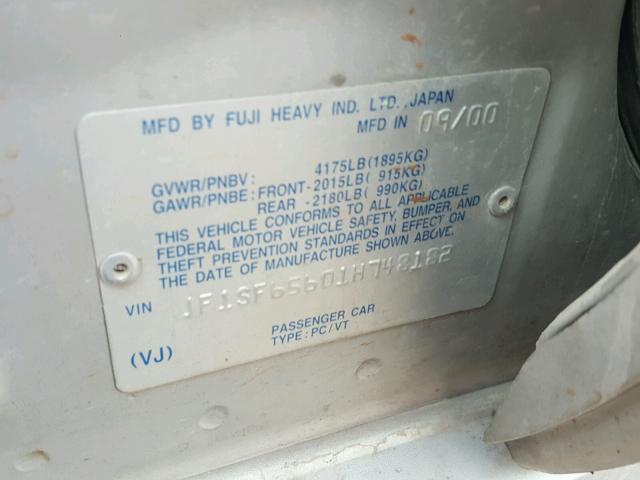 MFD BY FUJI HEAVY IND. LTD., JAPAN
MFD IN 09/00
GVWR/PNBV: 4175LB(1895KG)
GAWR/PNBE: FRONT-2015LB( 915KG)
REAR -2180LB( 990KG)
THIS VEHICLE CONFORMS TO ALL APPLICABLE
FEDERAL MOTOR VEHICLE SAFETY, BUMPER, AND
THEFT PREVENTION STANDARDS IN EFFECT ON
THE DATE OF MANUFACTURE SHOWN ABOVE.
VIN JF1SF65601H748182
PASSENGER CAR
(VJ) TYPE:PC/VT